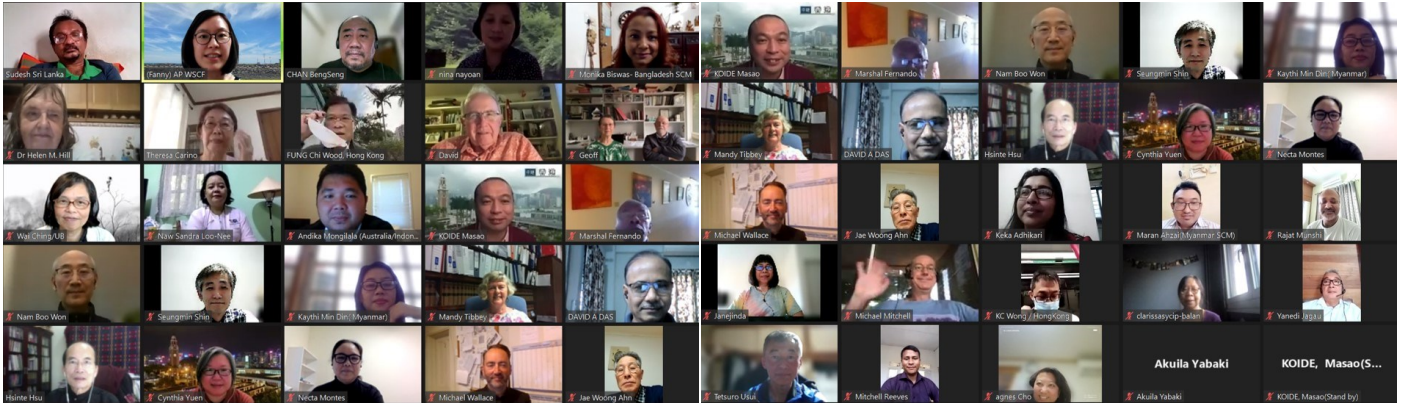 Sudesh Sri Lanka
(Fanny) AP WSCF
CHAN BengSeng
nina nayoan
Monika Biswas- Bangladesh SCM
Dr Helen M. Hill
Theresa Carino
FUNG Chi Wood, Hong Kong
David
Geoff
Wai Ching/UB
Naw Sandra Loo-Nee
Andika Mongilala (Australia/Indon...
KOIDE Masao
Marshal Fernando
Nam Boo Won
Seungmin Shin
Kaythi Min Din( Myanmar)
Mandy Tibbey
DAVID A DAS
Hsinte Hsu
Cynthia Yuen
Necta Montes
Michael Wallace
Jae Woong Ahn
KOIDE Masao
Marshal Fernando
Nam Boo Won
Seungmin Shin
Kaythi Min Din( Myanmar)
Mandy Tibbey
DAVID A DAS
Hsinte Hsu
Cynthia Yuen
Necta Montes
Michael Wallace
Jae Woong Ahn
Keka Adhikari
Maran Ahzai(Myanmar SCM)
Rajat Munshi
Janejinda
Michael Mitchell
KC Wong / HongKong
clarissasycip-balan
Yanedi Jagau
Tetsuro Usui
Mitchell Reeves
agnes Cho
Akuila Yabaki
Akuila Yabaki
KOIDE, Masao(S...
KOIDE, Masao(Stand by)